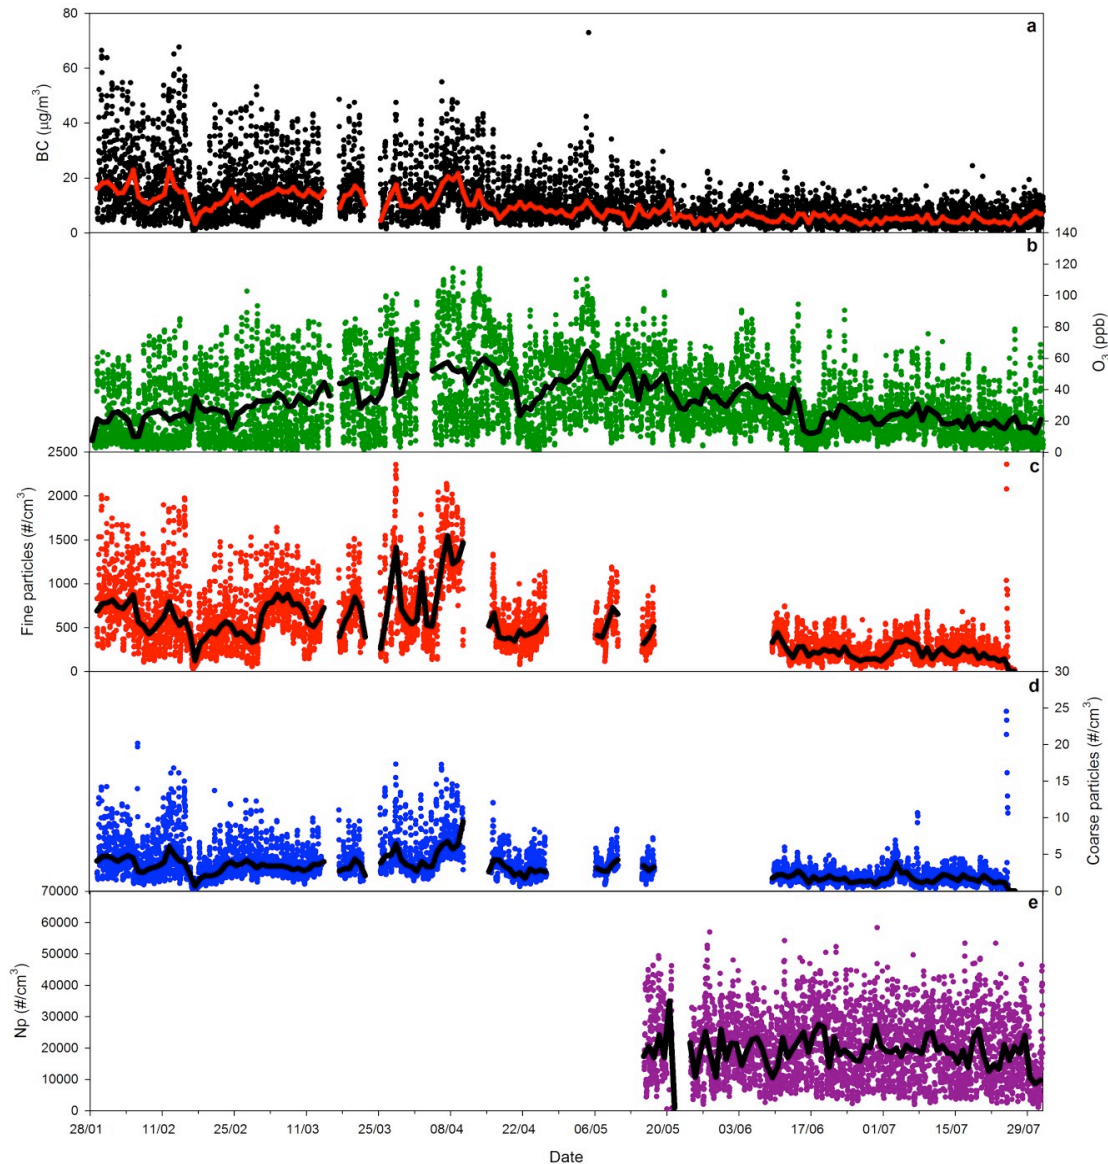 a
80
60
40
20
0
BC (µg/m³)
b
140
120
100
80
60
40
20
0
O₃ (ppb)
c
2500
2000
1500
1000
500
0
Fine particles (#/cm³)
d
30
25
20
15
10
5
0
Coarse particles (#/cm³)
e
70000
60000
50000
40000
30000
20000
10000
0
Np (#/cm³)
28/01 11/02 25/02 11/03 25/03 08/04 22/04 06/05 20/05 03/06 17/06 01/07 15/07 29/07
Date